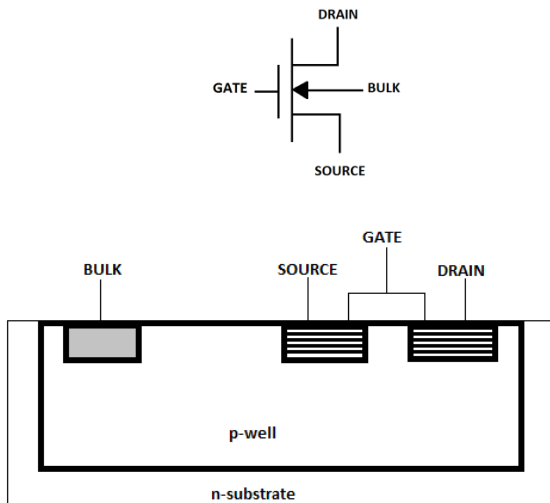 DRAIN
GATE
BULK
SOURCE
GATE
BULK
SOURCE
DRAIN
p-well
n-substrate